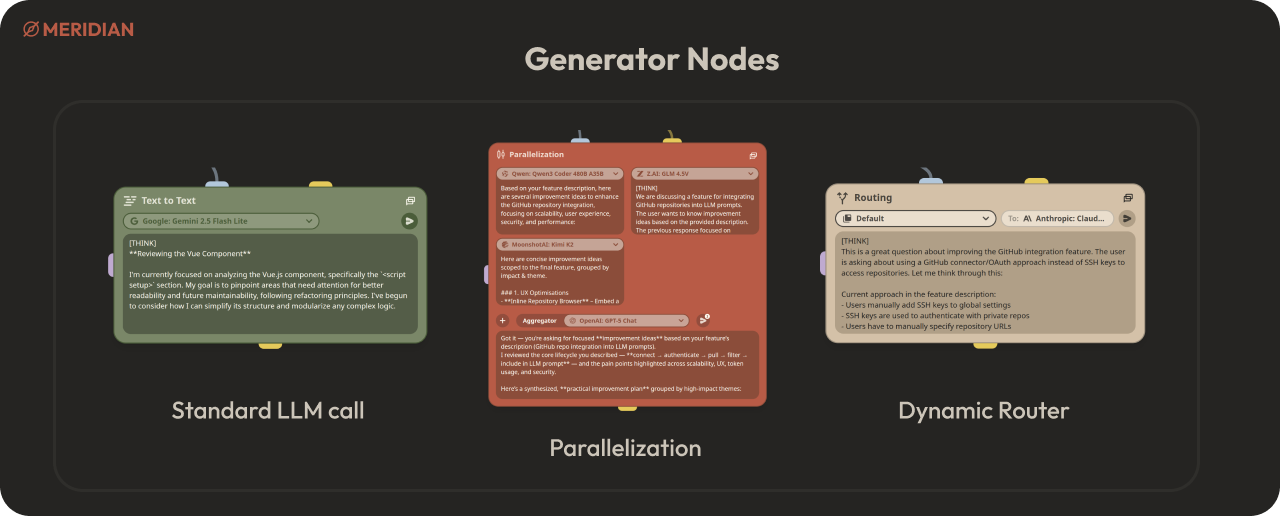 MERIDIAN
Generator Nodes
Text to Text
Google: Gemini 2.5 Flash Lite
[THINK]
**Reviewing the Vue Component**
I'm currently focused on analyzing the Vue.js component, specifically the `<script
setup>` section. My goal is to pinpoint areas that need attention for better
readability and future maintainability, following refactoring principles. I've begun
to consider how I can simplify its structure and modularize any complex logic.
Standard LLM call
Parallelization
Qwen: Qwen3 Coder 480B A35B
Based on your feature description, here
are several improvement ideas to enhance
the GitHub repository integration,
focusing on scalability, user experience,
security, and performance:
Z.AI: GLM 4.5V
[THINK]
We are discussing a feature for integrating
GitHub repositories into LLM prompts.
The user wants to know improvement
ideas based on the provided description.
The previous response focused on
MoonshotAI: Kimi K2
Here are concise improvement ideas
scoped to the final feature, grouped by
impact & theme.
### 1. UX Optimisations
- **Inline Repository Browser** – Embed a
+
Aggregator
OpenAI: GPT-5 Chat
Got it — you're asking for focused **improvement ideas** based on your feature's
description (GitHub repo integration into LLM prompts).
I reviewed the core lifecycle you described — **connect → authenticate → pull → filter →
include in LLM prompt** — and the pain points highlighted across scalability, UX, token
usage, and security.
Here's a synthesized, **practical improvement plan** grouped by high-impact themes:
Parallelization
Routing
Default
To: Anthropic: Claud...
[THINK]
This is a great question about improving the GitHub integration feature. The user
is asking about using a GitHub connector/OAuth approach instead of SSH keys to
access repositories. Let me think through this:
Current approach in the feature description:
- Users manually add SSH keys to global settings
- SSH keys are used to authenticate with private repos
- Users have to manually specify repository URLs
Dynamic Router